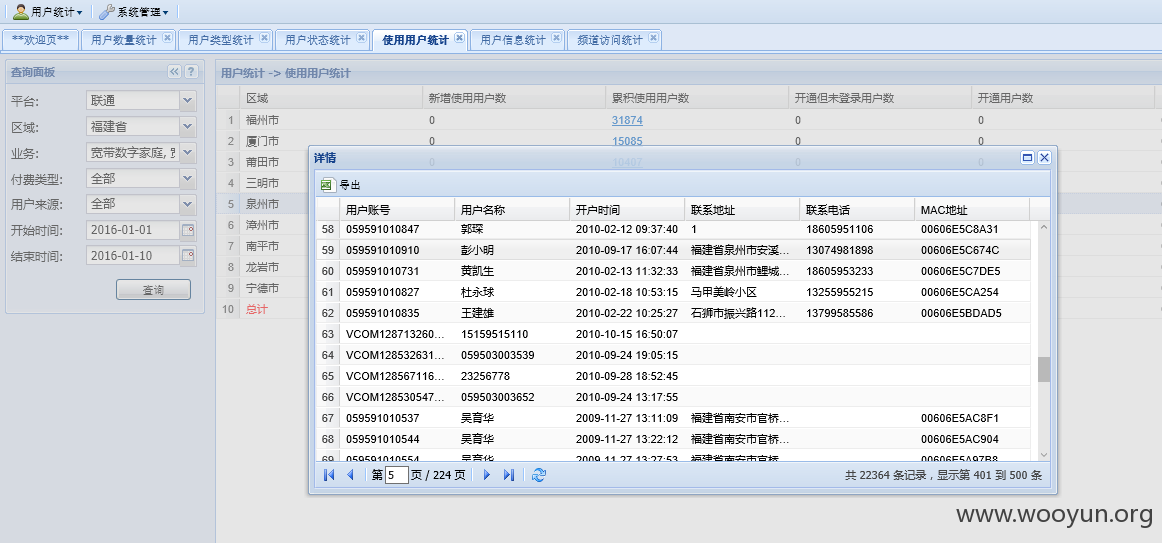 用户统计 系统管理
**欢迎页** 用户数量统计 用户类型统计 用户状态统计 使用用户统计 用户信息统计 频道访问统计
查询面板
平台: 联通
区域: 福建省
业务: 宽带数字家庭,
付费类型: 全部
用户来源: 全部
开始时间: 2016-01-01
结束时间: 2016-01-10
查询
用户统计 -> 使用用户统计
区域 新增使用用户数 累积使用用户数 开通但未登录用户数 开通用户数
1 福州市 0 31874 0 0
2 厦门市 0 15085 0 0
3 莆田市 0 10407 0 0
4 三明市
5 泉州市
6 漳州市
7 南平市
8 龙岩市
9 宁德市
10 总计
详情
导出
用户账号 用户名称 开户时间 联系地址 联系电话 MAC地址
58 059591010847 郭琛 2010-02-12 09:37:40 1 18605951106 00606E5C8A31
59 059591010910 彭小明 2010-09-17 16:07:44 福建省泉州市安溪... 13074981898 00606E5C674C
60 059591010731 黄凯生 2010-02-13 11:32:33 福建省泉州市鲤城... 18605953233 00606E5C7DE5
61 059591010827 杜永球 2010-02-18 10:53:15 马甲美岭小区 13255955215 00606E5CA254
62 059591010835 王建雄 2010-02-22 10:25:27 石狮市振兴路112... 13799585586 00606E5BDAD5
63 VCOM128713260... 15159515110 2010-10-15 16:50:07
64 VCOM128532631... 059503003539 2010-09-24 19:05:15
65 VCOM128567116... 23256778 2010-09-28 18:52:45
66 VCOM128530547... 059503003652 2010-09-24 13:17:55
67 059591010537 吴育华 2009-11-27 13:11:09 福建省南安市官桥... 00606E5AC8F1
68 059591010544 吴育华 2009-11-27 13:22:12 福建省南安市官桥... 00606E5AC904
69 059591010554 吴育华 2009-11-27 13:27:53 福建省南安市官桥... 00606E5A97B8
第 5 页 / 224 页 共 22364 条记录，显示第 401 到 500 条
www.wooyun.org